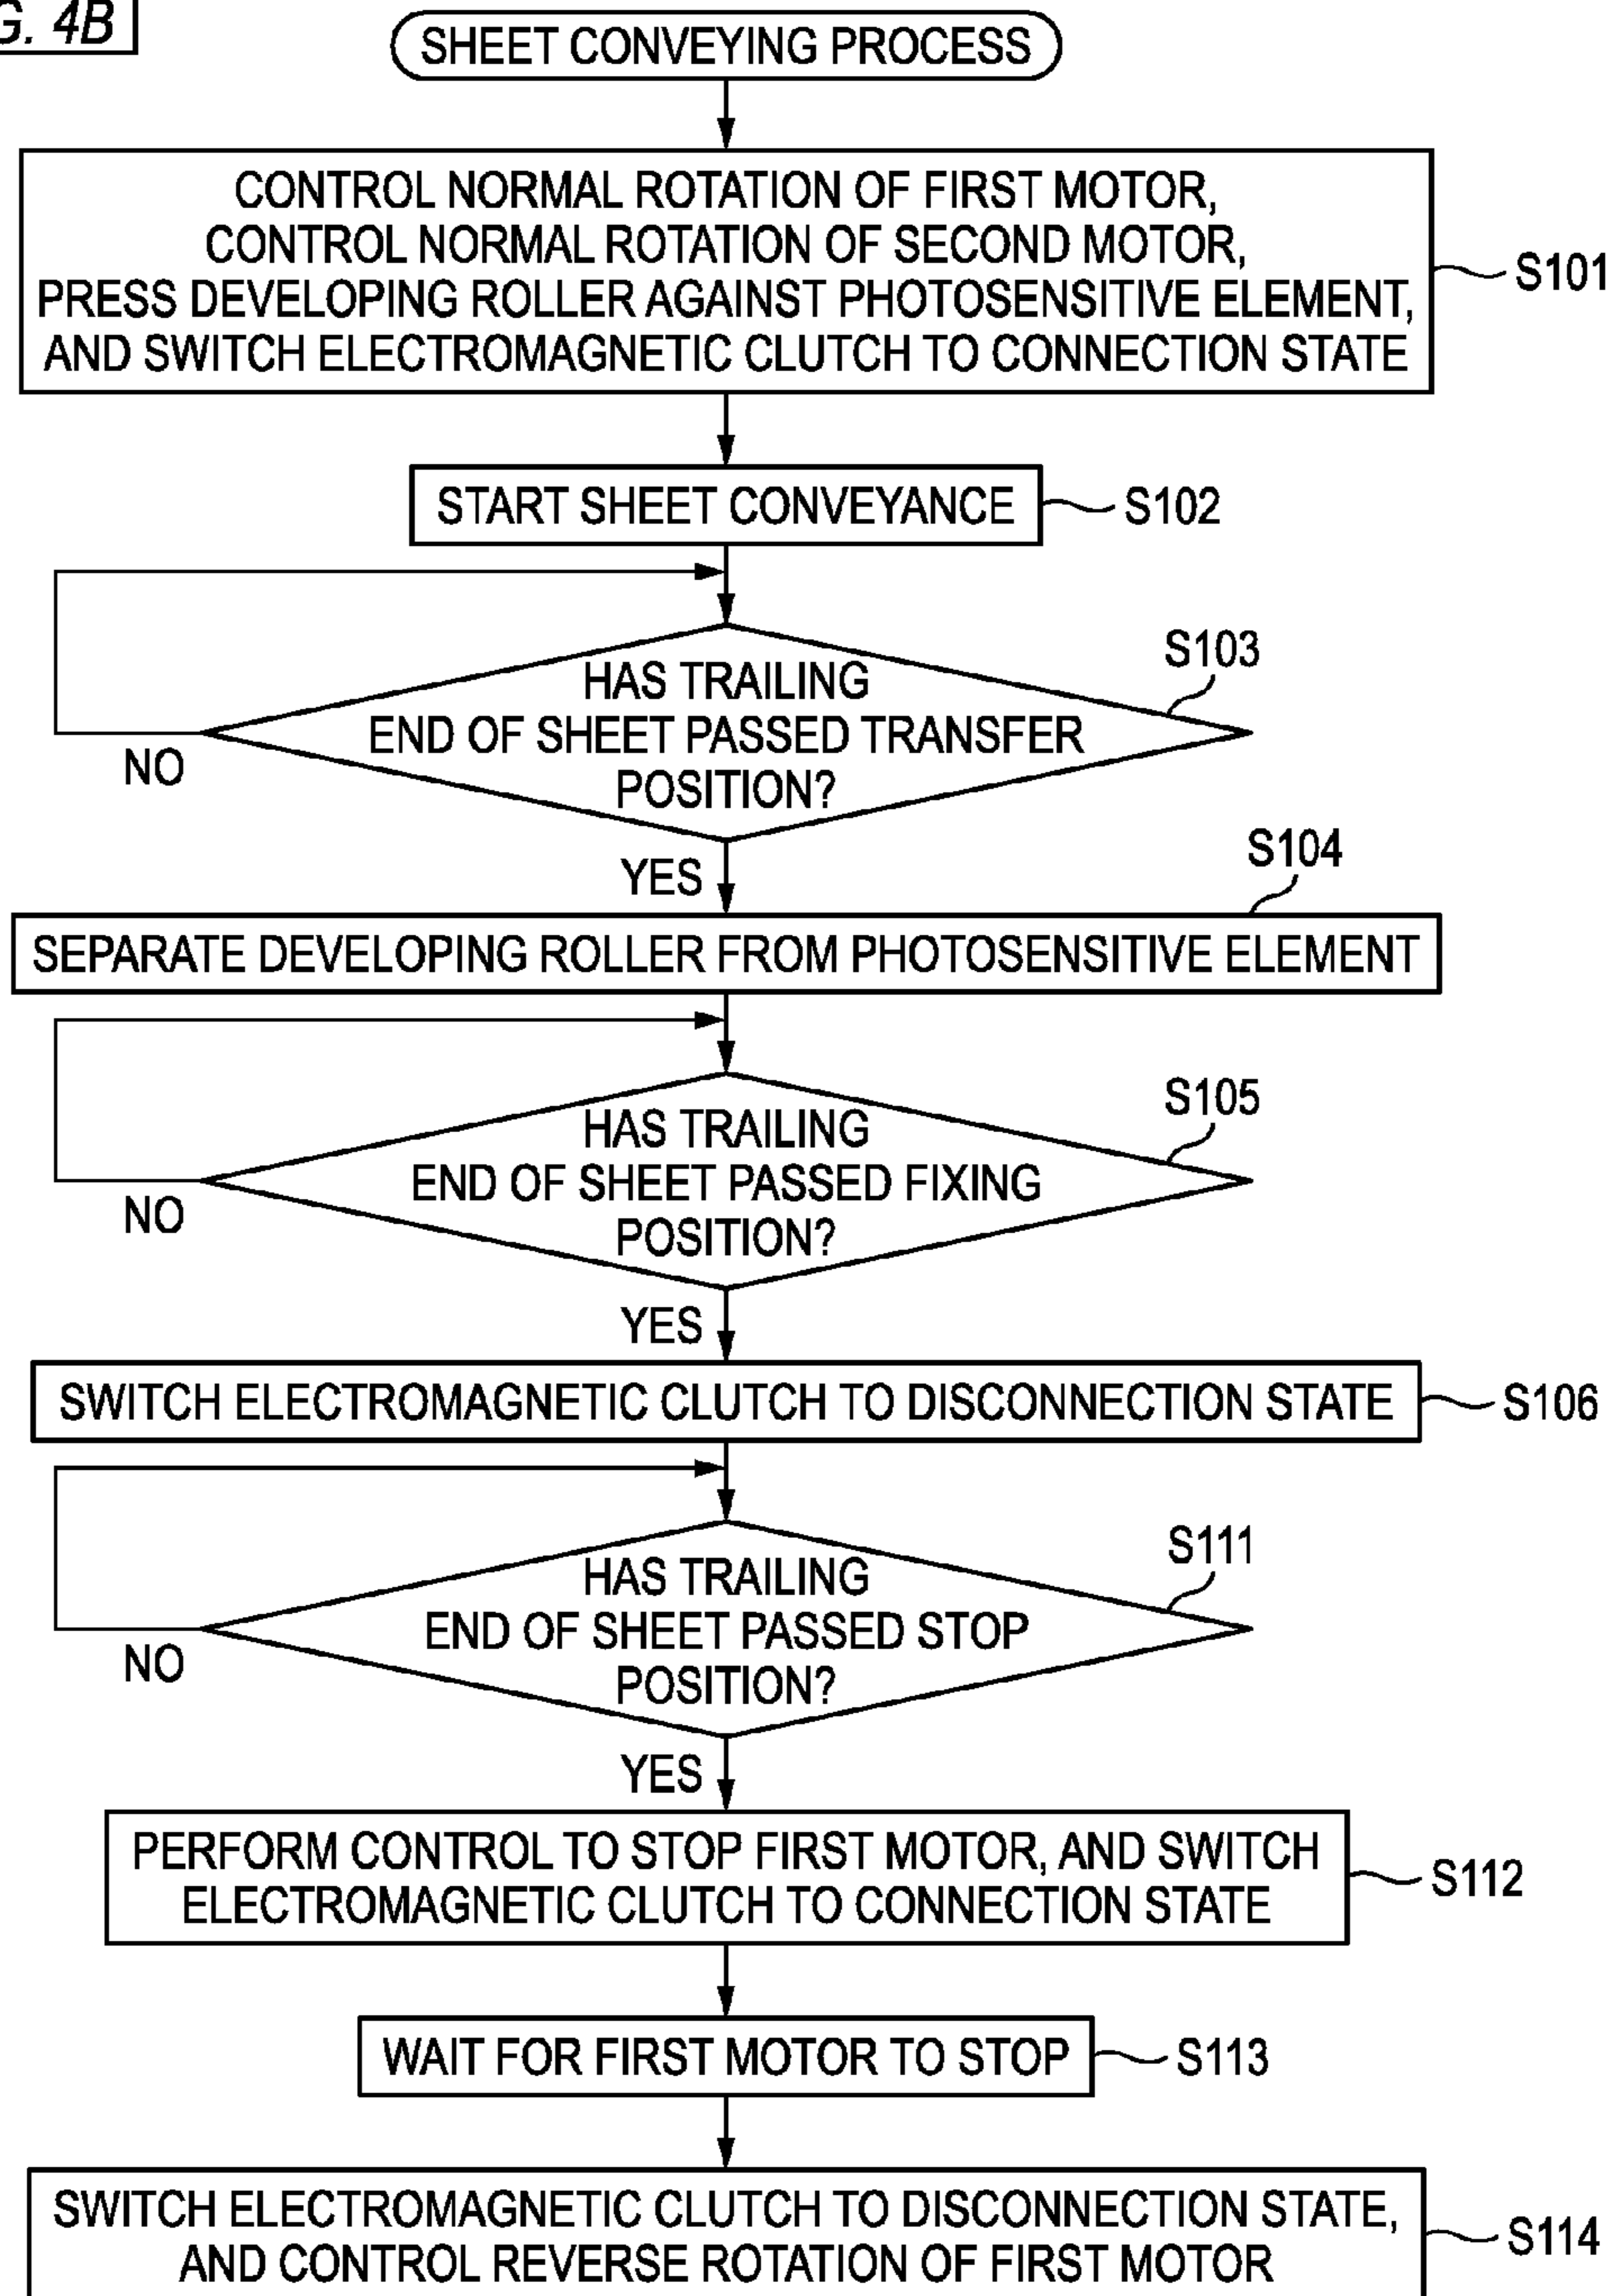 G. 4B
SHEET CONVEYING PROCESS
CONTROL NORMAL ROTATION OF FIRST MOTOR,
CONTROL NORMAL ROTATION OF SECOND MOTOR,
PRESS DEVELOPING ROLLER AGAINST PHOTOSENSITIVE ELEMENT,
AND SWITCH ELECTROMAGNETIC CLUTCH TO CONNECTION STATE
S101
START SHEET CONVEYANCE
S102
S103
HAS TRAILING
END OF SHEET PASSED TRANSFER
POSITION?
NO
YES
S104
SEPARATE DEVELOPING ROLLER FROM PHOTOSENSITIVE ELEMENT
S105
HAS TRAILING
END OF SHEET PASSED FIXING
POSITION?
NO
YES
SWITCH ELECTROMAGNETIC CLUTCH TO DISCONNECTION STATE
S106
S111
HAS TRAILING
END OF SHEET PASSED STOP
POSITION?
NO
YES
PERFORM CONTROL TO STOP FIRST MOTOR, AND SWITCH
ELECTROMAGNETIC CLUTCH TO CONNECTION STATE
S112
WAIT FOR FIRST MOTOR TO STOP
S113
SWITCH ELECTROMAGNETIC CLUTCH TO DISCONNECTION STATE,
AND CONTROL REVERSE ROTATION OF FIRST MOTOR
S114